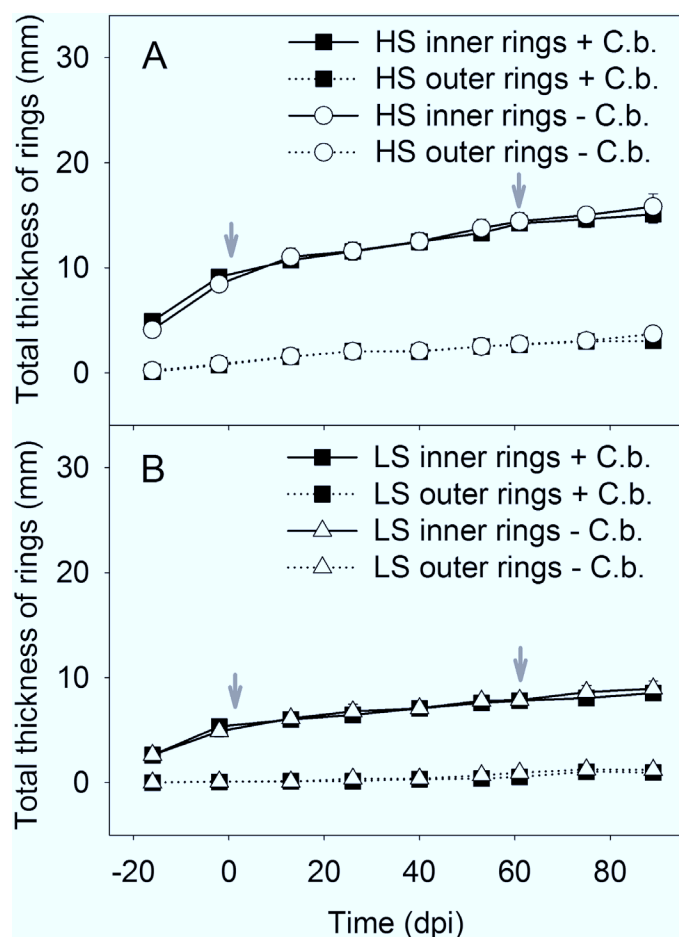 A
HS inner rings + C.b.
HS outer rings + C.b.
HS inner rings - C.b.
HS outer rings - C.b.
Total thickness of rings (mm)
30
20
10
0
B
LS inner rings + C.b.
LS outer rings + C.b.
LS inner rings - C.b.
LS outer rings - C.b.
Total thickness of rings (mm)
30
20
10
0
-20 0 20 40 60 80
Time (dpi)